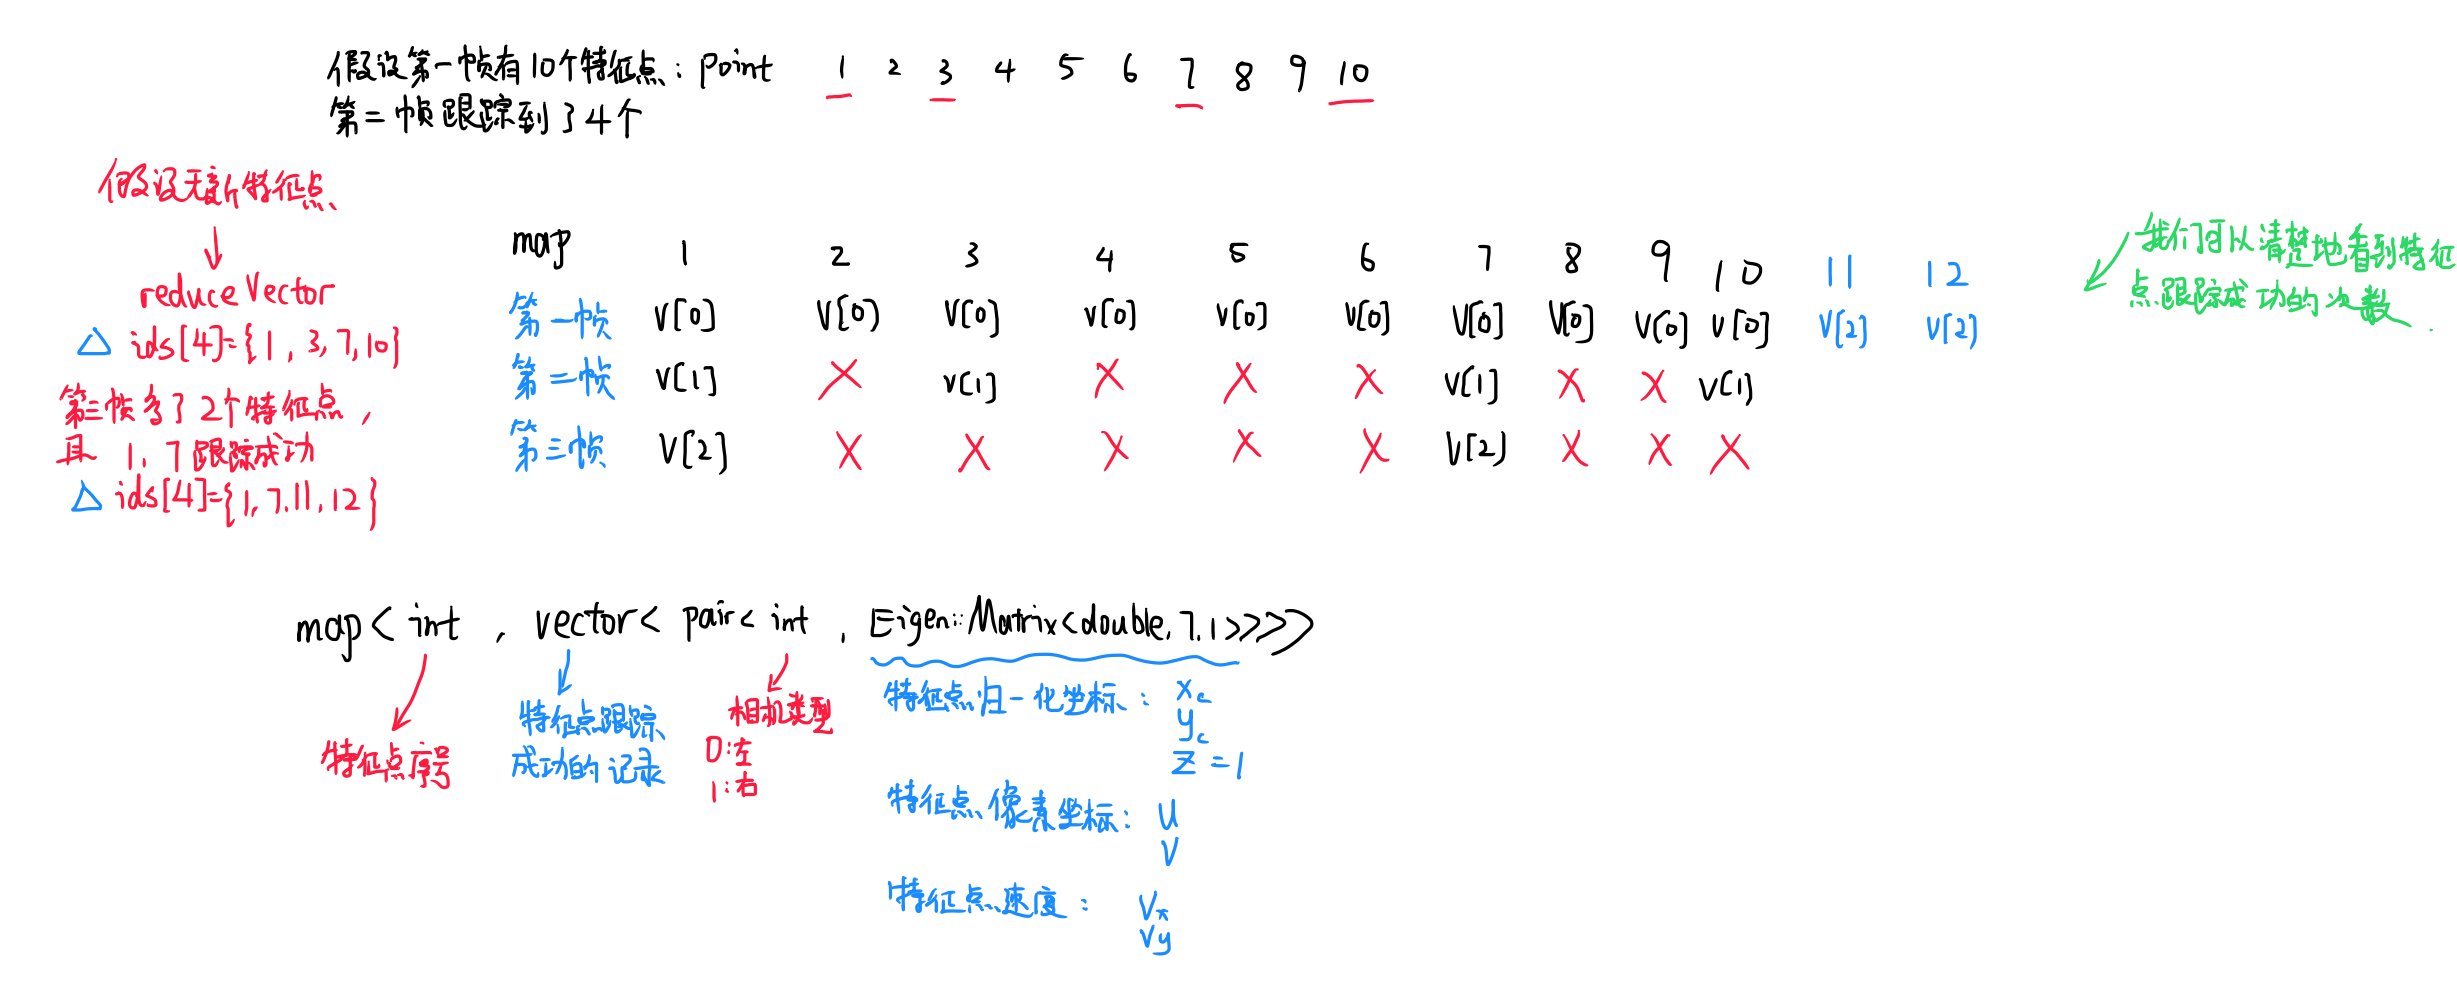 假设第一帧有10个特征点: point 1 2 3 4 5 6 7 8 9 10
第二帧跟踪到了4个
假设无新特征点
reduceVector
△ ids[4]={1, 3, 7, 10}
第三帧多了2个特征点,
且 1, 7 跟踪成功
△ ids[4]={1, 7, 11, 12}
map 1 2 3 4 5 6 7 8 9 10 11 12
第一帧 V[0] V[0] V[0] V[0] V[0] V[0] V[0] V[0] V[0] V[0] V[2] V[2]
第二帧 V[1] X V[1] X X X V[1] X X V[1]
第三帧 V[2] X X X X X V[2] X X X
我们可以清楚地看到特征
点跟踪成功的次数.
map<int, vector<pair<int, Eigen::Matrix<double,7,1>>>>
特征点序号
特征点跟踪
成功的记录
相机类型
0:左
1:右
特征点归一化坐标: xc
yc
z=1
特征点像素坐标: u
v
特征点速度: Vx
Vy